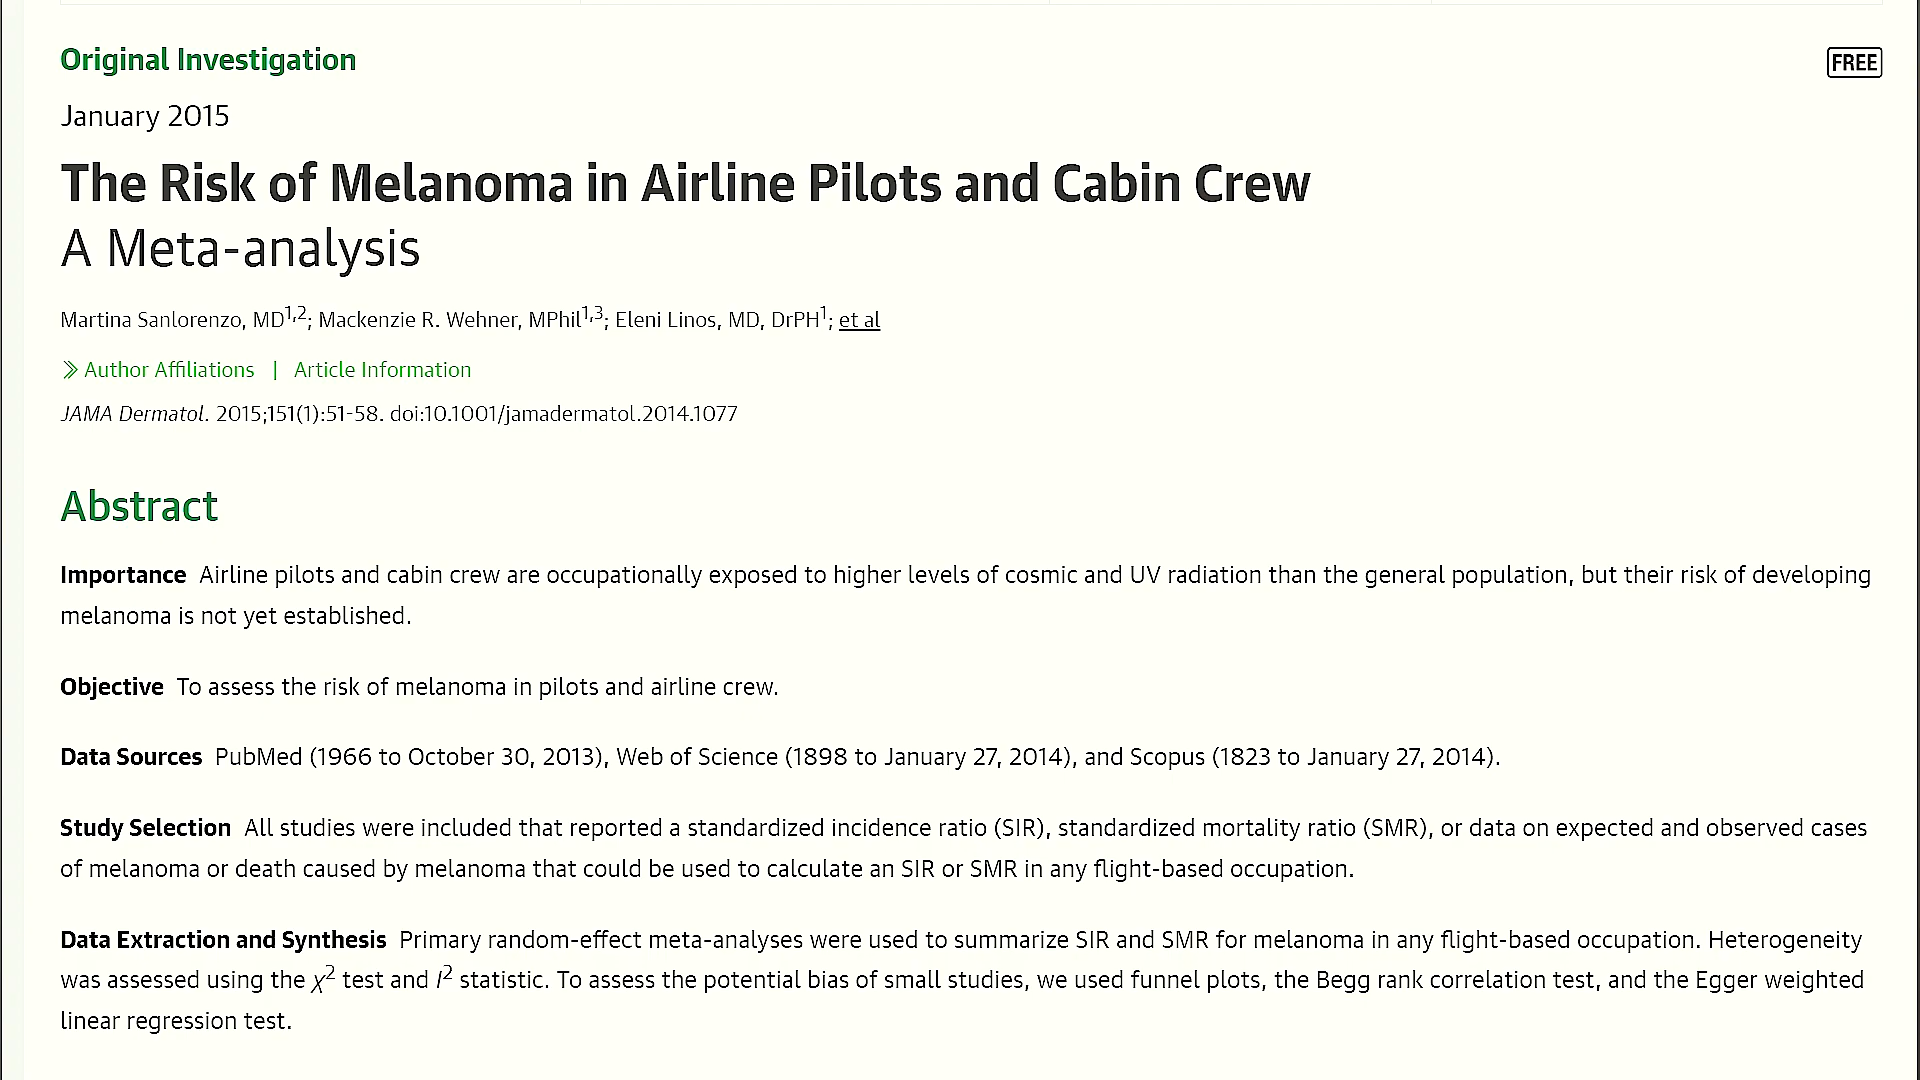 Original Investigation
FREE
January 2015
The Risk of Melanoma in Airline Pilots and Cabin Crew
A Meta-analysis
Martina Sanlorenzo, MD1,2; Mackenzie R. Wehner, MPhil1,3; Eleni Linos, MD, DrPH1; et al
Author Affiliations | Article Information
JAMA Dermatol. 2015;151(1):51-58. doi:10.1001/jamadermatol.2014.1077
Abstract
Importance Airline pilots and cabin crew are occupationally exposed to higher levels of cosmic and UV radiation than the general population, but their risk of developing
melanoma is not yet established.
Objective To assess the risk of melanoma in pilots and airline crew.
Data Sources PubMed (1966 to October 30, 2013), Web of Science (1898 to January 27, 2014), and Scopus (1823 to January 27, 2014).
Study Selection All studies were included that reported a standardized incidence ratio (SIR), standardized mortality ratio (SMR), or data on expected and observed cases
of melanoma or death caused by melanoma that could be used to calculate an SIR or SMR in any flight-based occupation.
Data Extraction and Synthesis Primary random-effect meta-analyses were used to summarize SIR and SMR for melanoma in any flight-based occupation. Heterogeneity
was assessed using the χ2 test and I2 statistic. To assess the potential bias of small studies, we used funnel plots, the Begg rank correlation test, and the Egger weighted
linear regression test.